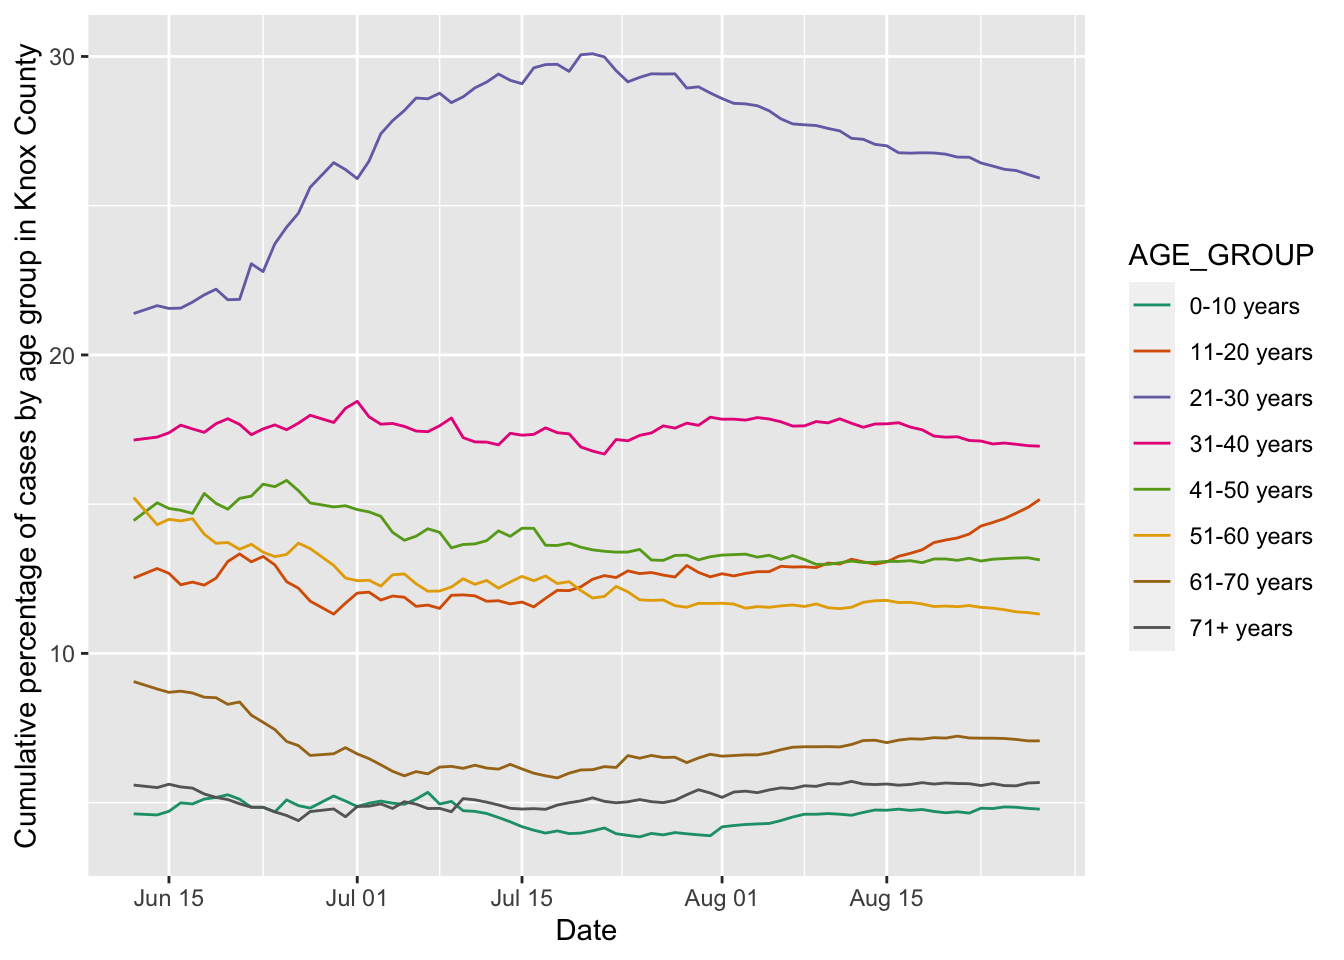 Cumulative percentage of cases by age group in Knox County
30
20
10
Jun 15
Jul 01
Jul 15
Aug 01
Aug 15
Date
AGE_GROUP
0-10 years
11-20 years
21-30 years
31-40 years
41-50 years
51-60 years
61-70 years
71+ years